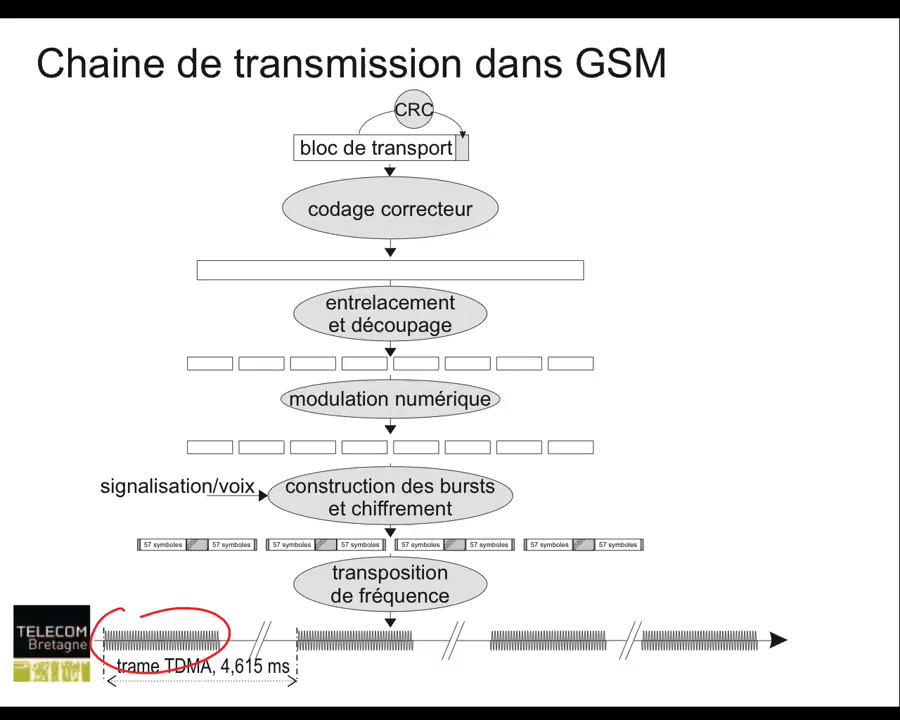 Chaine de transmission dans GSM
CRC
bloc de transport
codage correcteur
entrelacement
et découpage
modulation numérique
signalisation/voix
construction des bursts
et chiffrement
57 symboles 57 symboles 57 symboles 57 symboles 57 symboles 57 symboles 57 symboles 57 symboles
transposition
de fréquence
TELECOM
Bretagne
trame TDMA, 4,615 ms